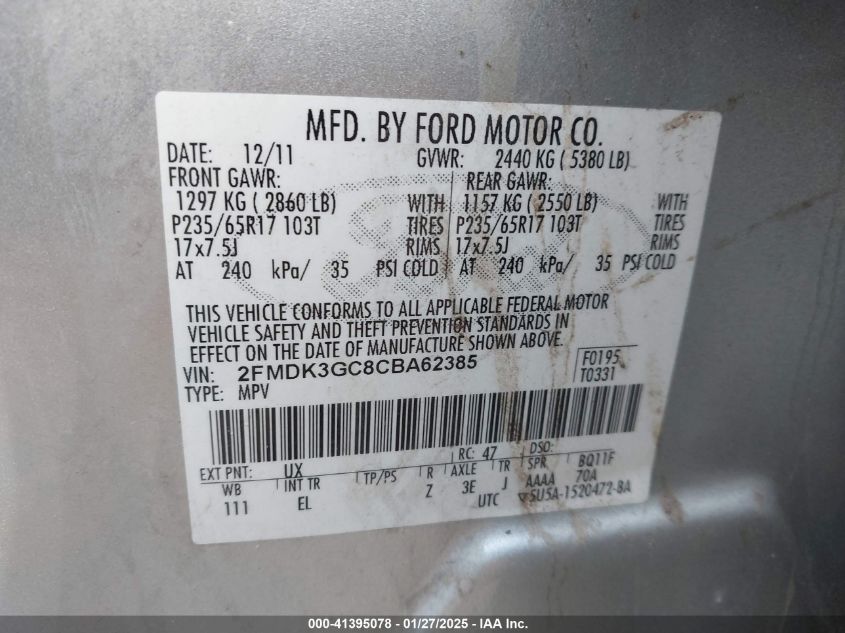 MFD. BY FORD MOTOR CO.
DATE: 12/11 GVWR: 2440 KG ( 5380 LB)
FRONT GAWR: REAR GAWR:
1297 KG ( 2860 LB) WITH 1157 KG ( 2550 LB) WITH
P235/65R17 103T TIRES P235/65R17 103T TIRES
17x7.5J RIMS 17x7.5J RIMS
AT 240 kPa/ 35 PSI COLD AT 240 kPa/ 35 PSI COLD
THIS VEHICLE CONFORMS TO ALL APPLICABLE FEDERAL MOTOR
VEHICLE SAFETY AND THEFT PREVENTION STANDARDS IN
EFFECT ON THE DATE OF MANUFACTURE SHOWN ABOVE.
VIN: 2FMDK3GC8CBA62385 F0195
TYPE: MPV T0331
RC: 47 DSO:
EXT PNT: UX BQ11F
WB INT TR TP/PS R AXLE TR SPR 70A
111 EL Z 3E J AAAA
UTC 5U5A-1520472-BA
000-41395078 - 01/27/2025 - IAA Inc.